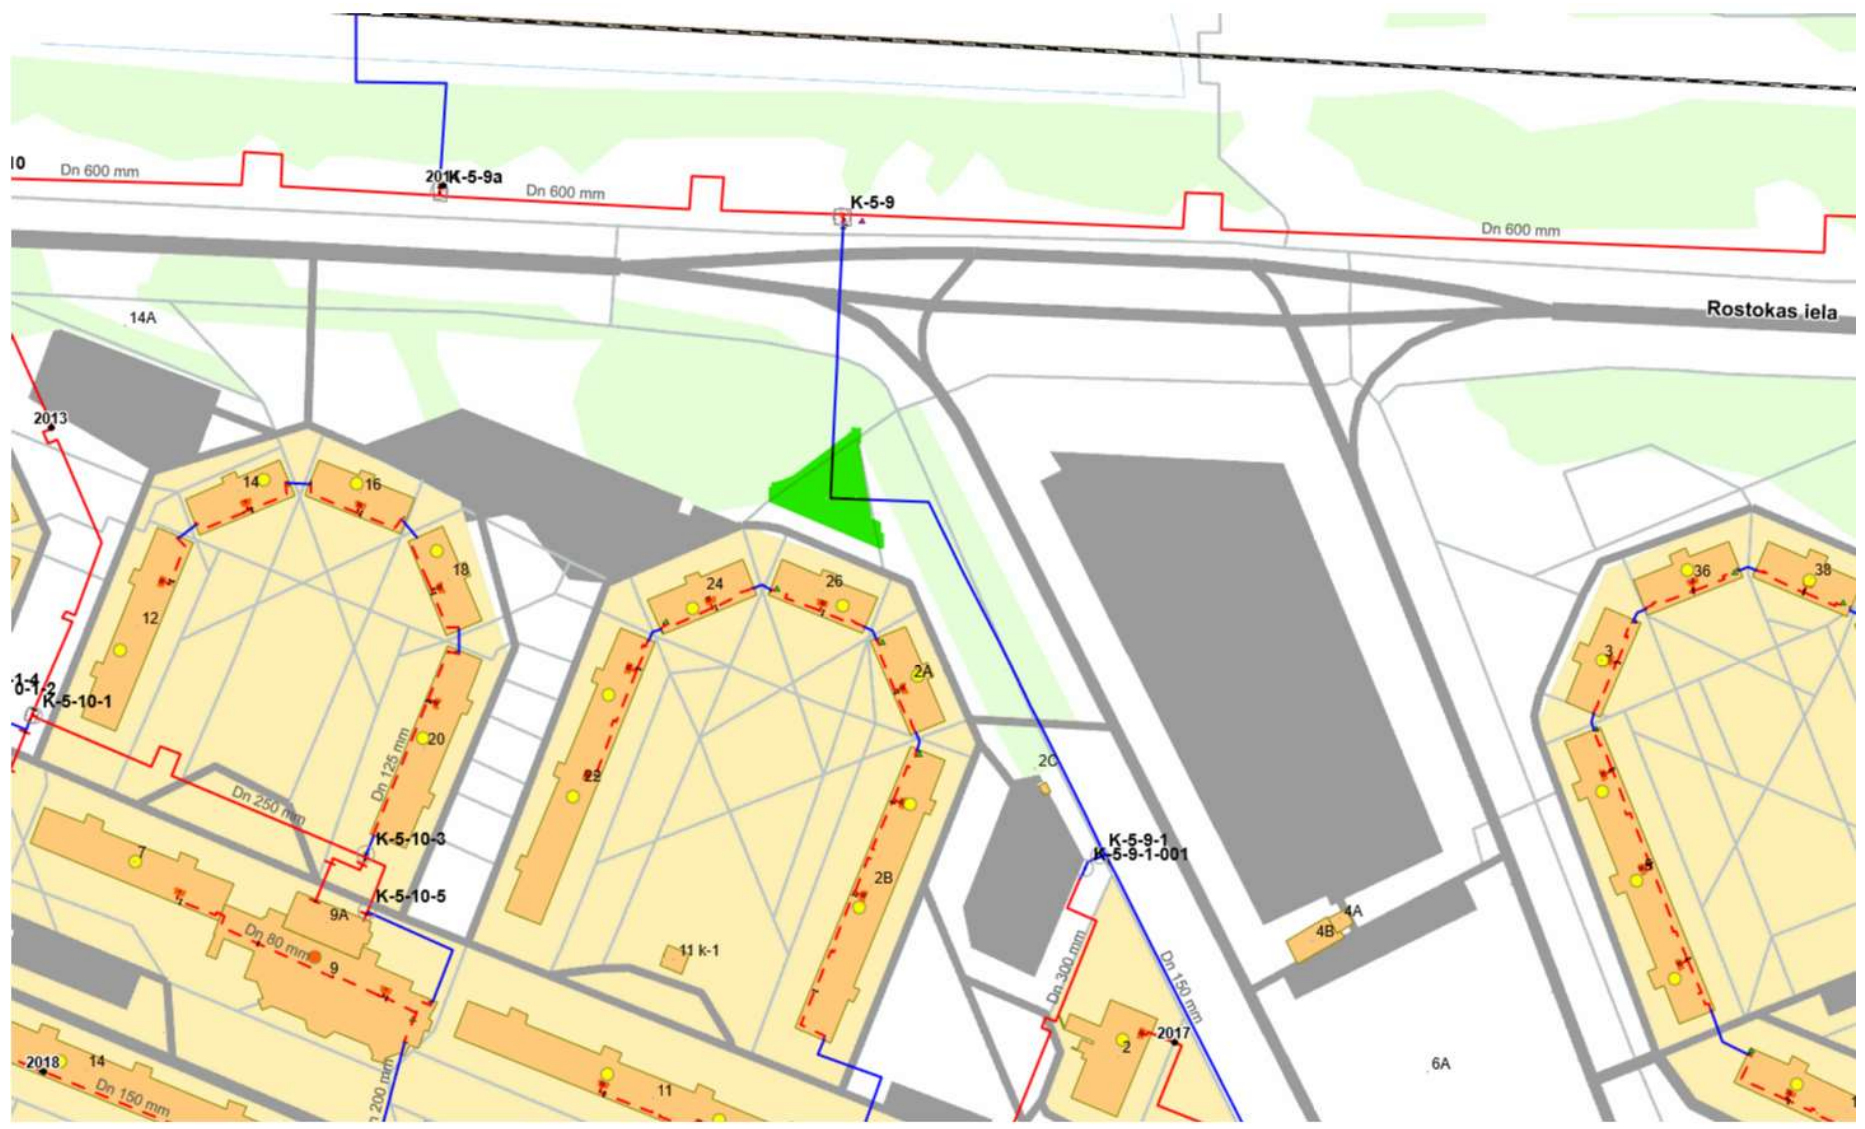 10
Dn 600 mm
K-5-9a
Dn 600 mm
K-5-9
Dn 600 mm
Rostokas iela
14A
2013
14
16
18
12
24
26
36
38
3
2A
K-5-10-1
20
22
Dn 125 mm
2C
Dn 250 mm
K-5-10-3
7
K-5-9-1
K-5-9-1-001
2B
K-5-10-5
9A
4A
4B
Dn 80 mm
9
11 k-1
Dn 300 mm
Dn 150 mm
2017
2
6A
2018
14
11
Dn 150 mm
200 mm